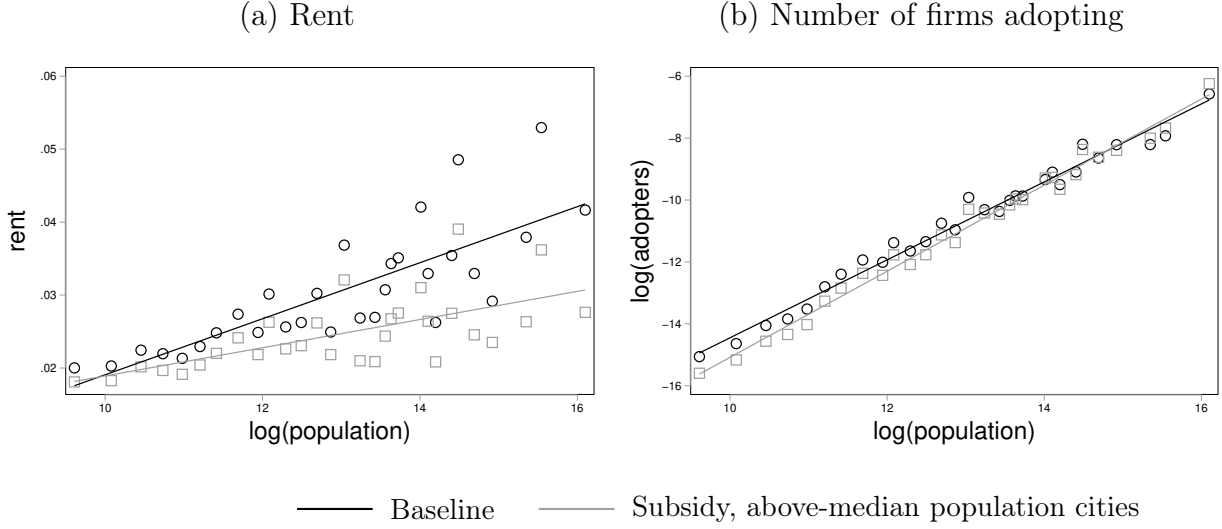 (a) Rent
(b) Number of firms adopting
.06
.05
.04
.03
.02
rent
10
12
14
16
log(population)
−6
−8
−10
−12
−14
−16
log(adopters)
10
12
14
16
log(population)
Baseline
Subsidy, above-median population cities